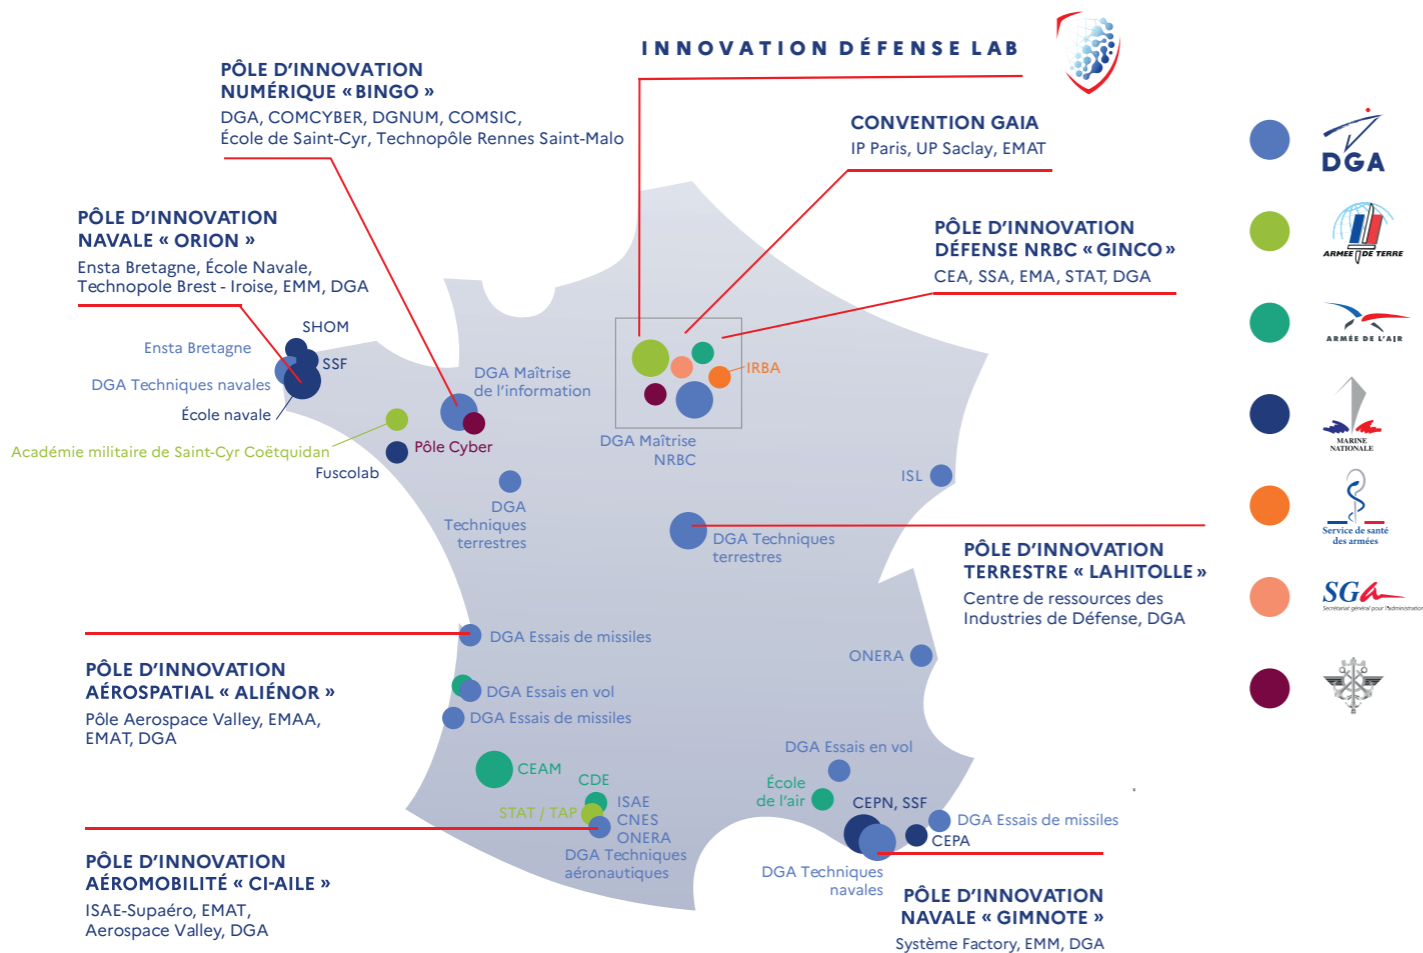 INNOVATION DÉFENSE LAB
PÔLE D'INNOVATION
NUMÉRIQUE « BINGO »
DGA, COMCYBER, DGNUM, COMSIC,
École de Saint-Cyr, Technopôle Rennes Saint-Malo
CONVENTION GAIA
IP Paris, UP Saclay, EMAT
PÔLE D'INNOVATION
NAVALE « ORION »
Ensta Bretagne, École Navale,
Technopole Brest - Iroise, EMM, DGA
PÔLE D'INNOVATION
DÉFENSE NRBC « GINCO »
CEA, SSA, EMA, STAT, DGA
SHOM
Ensta Bretagne
SSF
DGA Techniques navales
École navale
Académie militaire de Saint-Cyr Coëtquidan
Fuscolab
DGA Maîtrise
de l'information
Pôle Cyber
DGA
Techniques
terrestres
IRBA
DGA Maîtrise
NRBC
ISL
DGA Techniques
terrestres
PÔLE D'INNOVATION
TERRESTRE « LAHITOLLE »
Centre de ressources des
Industries de Défense, DGA
DGA Essais de missiles
ONERA
PÔLE D'INNOVATION
AÉROSPATIAL « ALIÉNOR »
Pôle Aerospace Valley, EMAA,
EMAT, DGA
DGA Essais en vol
DGA Essais de missiles
CEAM
CDE
STAT / TAP
ISAE
CNES
ONERA
DGA Techniques
aéronautiques
DGA Essais en vol
École
de l'air
CEPN, SSF
DGA Essais de missiles
CEPA
DGA Techniques
navales
PÔLE D'INNOVATION
AÉROMOBILITÉ « CI-AILE »
ISAE-Supaéro, EMAT,
Aerospace Valley, DGA
PÔLE D'INNOVATION
NAVALE « GIMNOTE »
Système Factory, EMM, DGA
DGA
ARMÉE DE TERRE
ARMÉE DE L'AIR
MARINE
NATIONALE
Service de santé
des armées
SGA
Secrétariat général pour l'administration